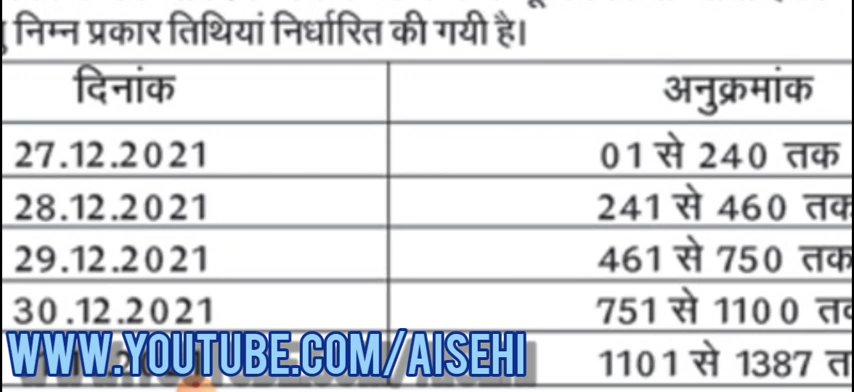 निम्न प्रकार तिथियां निर्धारित की गयी है।
दिनांक अनुक्रमांक
27.12.2021 01 से 240 तक
28.12.2021 241 से 460 तक
29.12.2021 461 से 750 तक
30.12.2021 751 से 1100 तक
1101 से 1387 त
WWW.YOUTUBE.COM/AISEHI